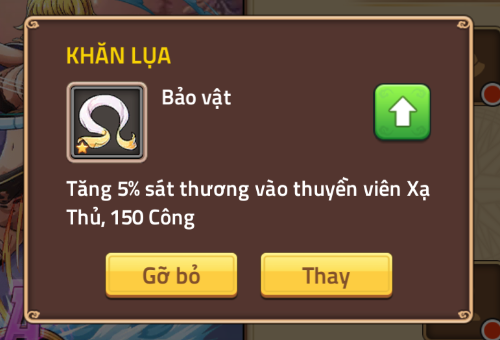 KHĂN LỤA
Bảo vật
Tăng 5% sát thương vào thuyền viên Xạ
Thủ, 150 Công
Gỡ bỏ
Thay